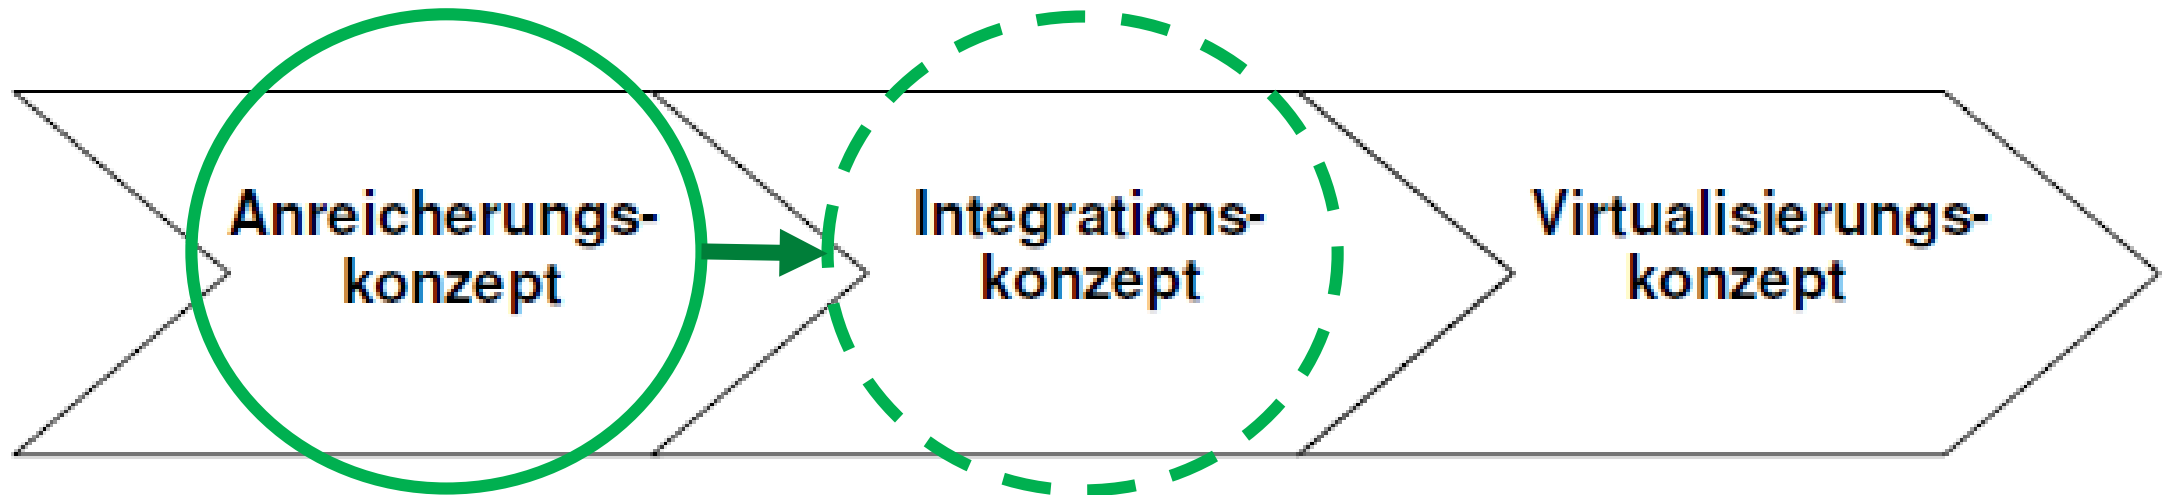 Anreicherungs-
konzept
Integrations-
konzept
Virtualisierungs-
konzept